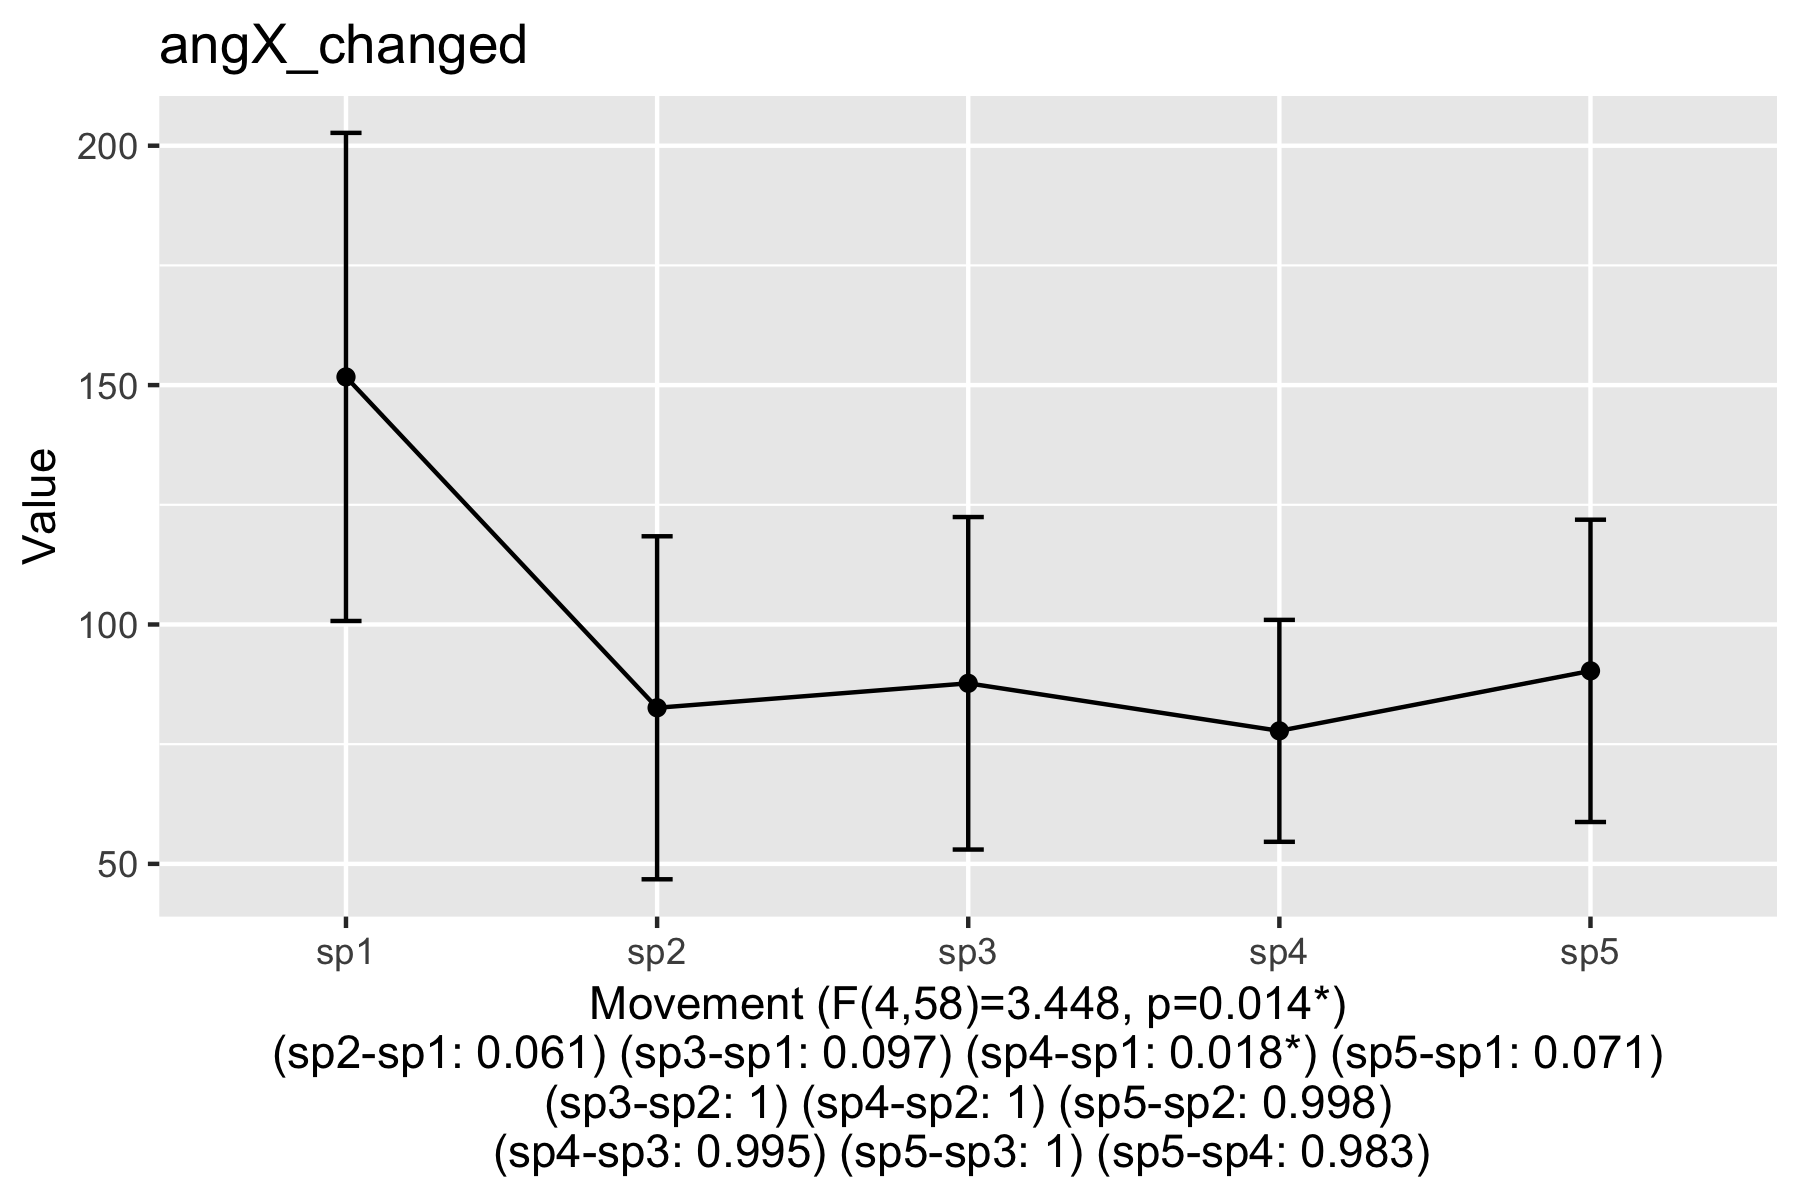 angX_changed
200
150
100
50
Value
sp1 sp2 sp3 sp4 sp5
Movement (F(4,58)=3.448, p=0.014*)
(sp2-sp1: 0.061) (sp3-sp1: 0.097) (sp4-sp1: 0.018*) (sp5-sp1: 0.071)
(sp3-sp2: 1) (sp4-sp2: 1) (sp5-sp2: 0.998)
(sp4-sp3: 0.995) (sp5-sp3: 1) (sp5-sp4: 0.983)